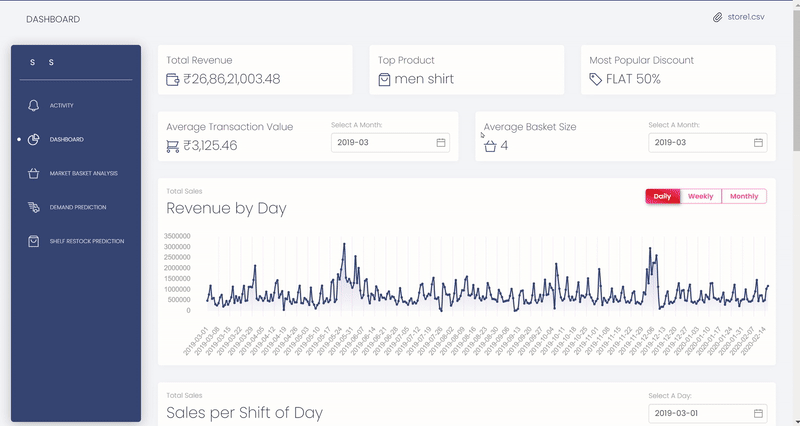 DASHBOARD
store1.csv
S S
ACTIVITY
DASHBOARD
MARKET BASKET ANALYSIS
DEMAND PREDICTION
SHELF RESTOCK PREDICTION
Total Revenue
₹26,86,21,003.48
Top Product
men shirt
Most Popular Discount
FLAT 50%
Average Transaction Value
₹3,125.46
Select A Month:
2019-03
Average Basket Size
4
Select A Month:
2019-03
Total Sales
Revenue by Day
Daily Weekly Monthly
3500000
3000000
2500000
2000000
1500000
1000000
500000
0
2019-03-01 2019-03-08 2019-03-15 2019-03-22 2019-03-29 2019-04-05 2019-04-12 2019-04-19 2019-04-26 2019-05-03 2019-05-10 2019-05-17 2019-05-24 2019-05-31 2019-06-07 2019-06-14 2019-06-21 2019-06-28 2019-07-05 2019-07-12 2019-07-19 2019-07-26 2019-08-02 2019-08-09 2019-08-16 2019-08-23 2019-08-30 2019-09-06 2019-09-13 2019-09-20 2019-09-27 2019-10-04 2019-10-11 2019-10-18 2019-10-25 2019-11-01 2019-11-08 2019-11-15 2019-11-22 2019-11-29 2019-12-06 2019-12-13 2019-12-20 2019-12-27 2020-01-03 2020-01-10 2020-01-17 2020-01-24 2020-01-31 2020-02-07 2020-02-14
Total Sales
Sales per Shift of Day
Select A Day:
2019-03-01